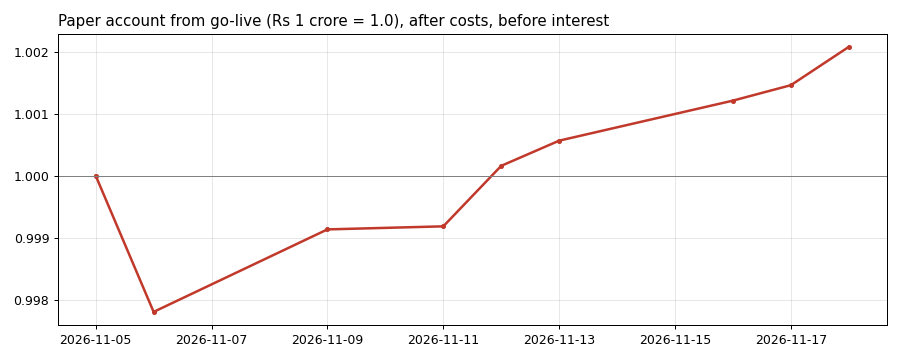 Paper account from go-live (Rs 1 crore = 1.0), after costs, before interest
1.002
1.001
1.000
0.999
0.998
2026-11-05 2026-11-07 2026-11-09 2026-11-11 2026-11-13 2026-11-15 2026-11-17